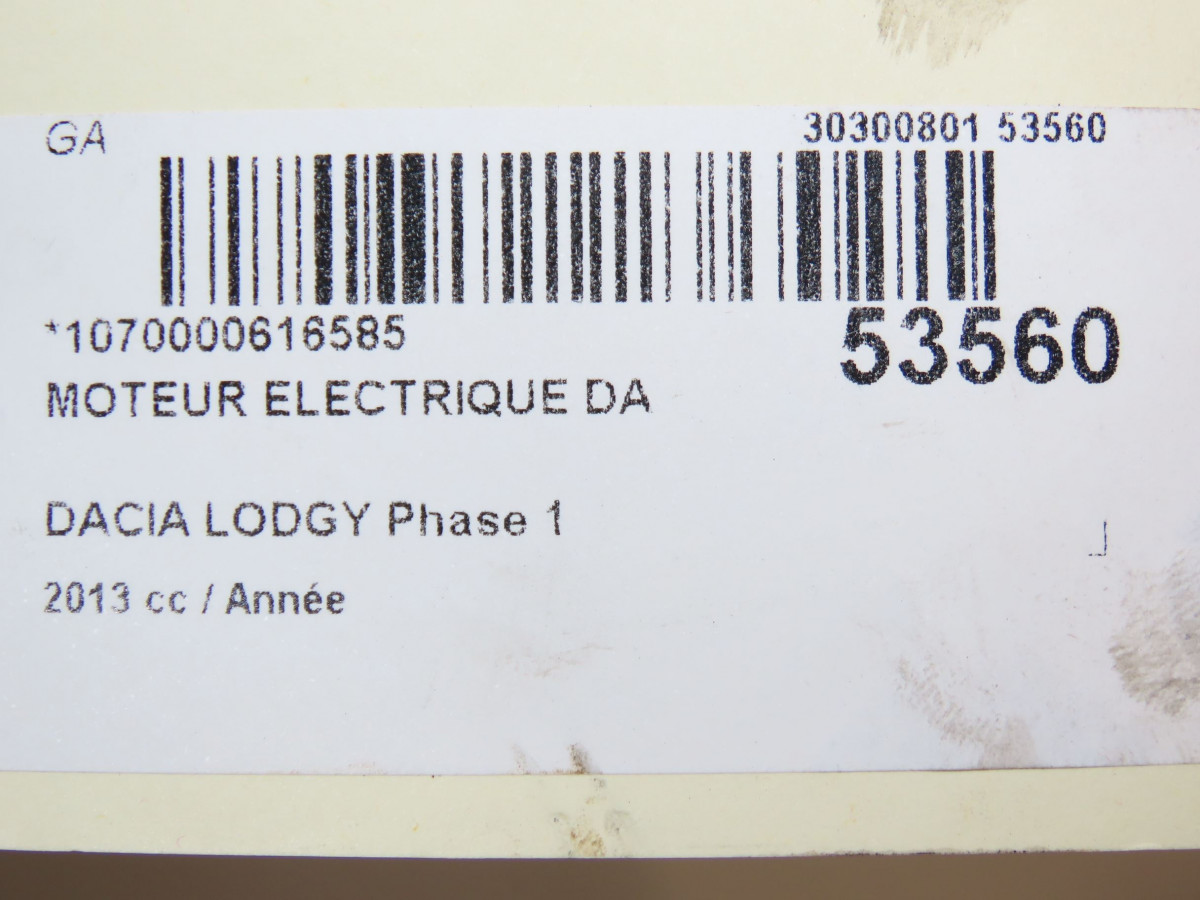 GA
30300801 53560
*1070000616585
53560
MOTEUR ELECTRIQUE DA
DACIA LODGY Phase 1
2013 cc / Année